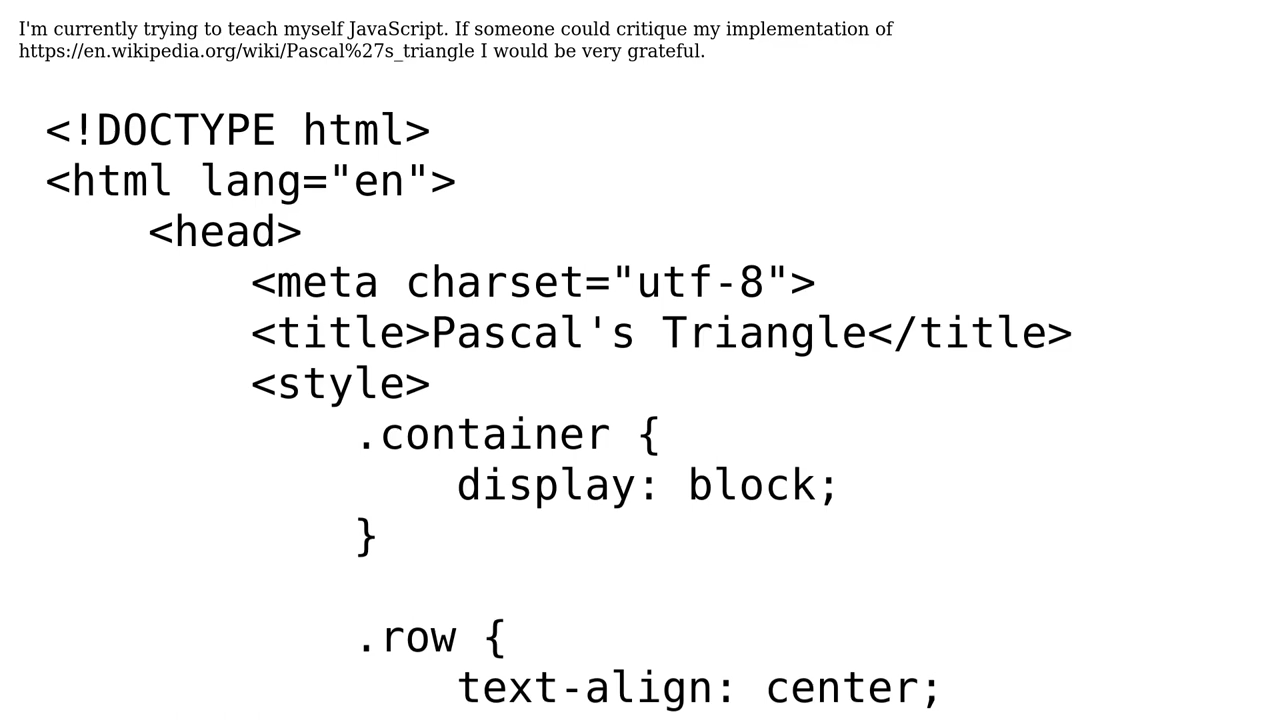 I'm currently trying to teach myself JavaScript. If someone could critique my implementation of
https://en.wikipedia.org/wiki/Pascal%27s_triangle I would be very grateful.
<!DOCTYPE html>
<html lang="en">
    <head>
        <meta charset="utf-8">
        <title>Pascal's Triangle</title>
        <style>
            .container {
                display: block;
            }
            .row {
                text-align: center;